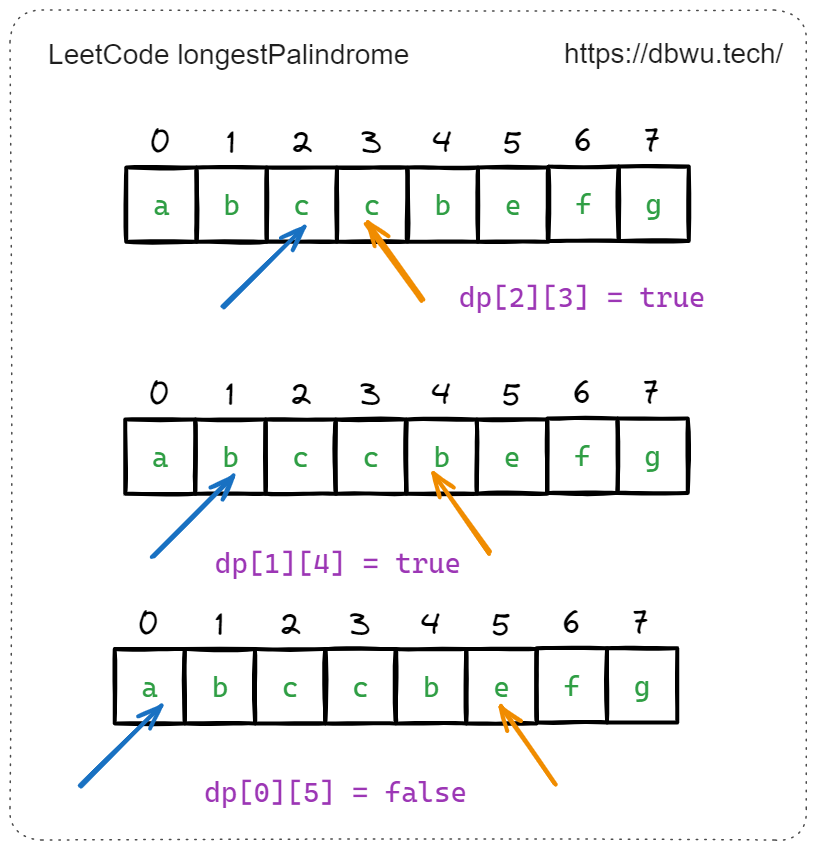 LeetCode longestPalindrome https://dbwu.tech/
0 1 2 3 4 5 6 7
a b c c b e f g
dp[2][3] = true
0 1 2 3 4 5 6 7
a b c c b e f g
dp[1][4] = true
0 1 2 3 4 5 6 7
a b c c b e f g
dp[0][5] = false